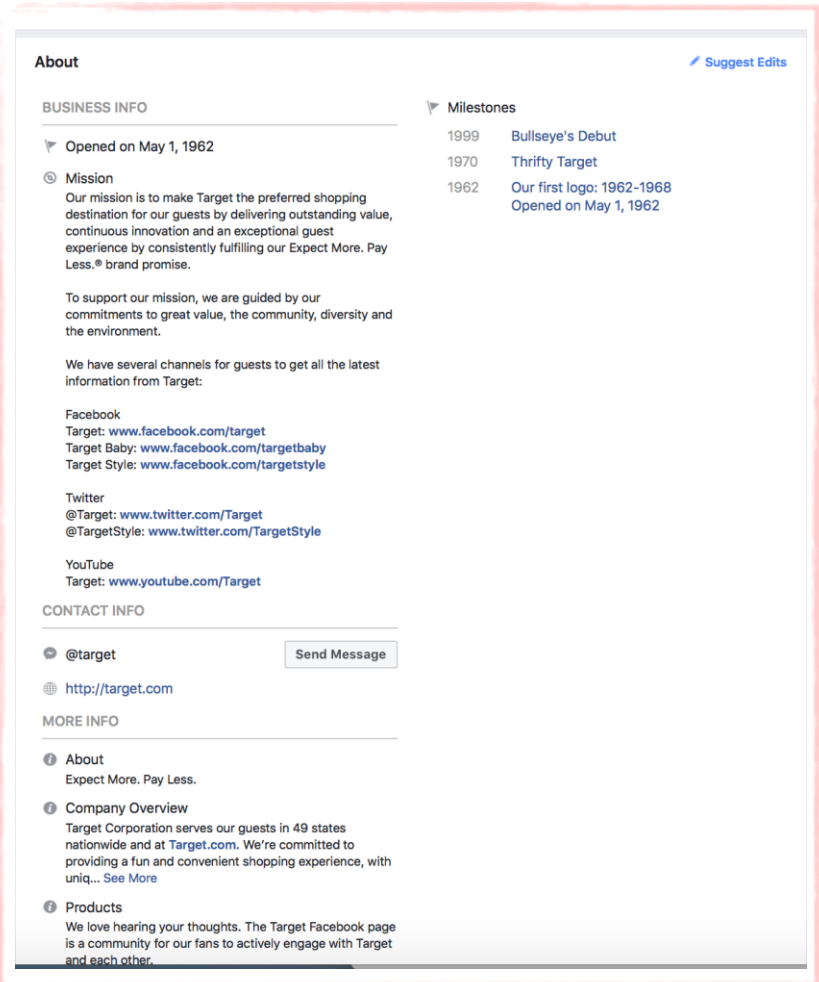 About
Suggest Edits
BUSINESS INFO
Opened on May 1, 1962
Mission
Our mission is to make Target the preferred shopping
destination for our guests by delivering outstanding value,
continuous innovation and an exceptional guest
experience by consistently fulfilling our Expect More. Pay
Less.® brand promise.
To support our mission, we are guided by our
commitments to great value, the community, diversity and
the environment.
We have several channels for guests to get all the latest
information from Target:
Facebook
Target: www.facebook.com/target
Target Baby: www.facebook.com/targetbaby
Target Style: www.facebook.com/targetstyle
Twitter
@Target: www.twitter.com/Target
@TargetStyle: www.twitter.com/TargetStyle
YouTube
Target: www.youtube.com/Target
CONTACT INFO
@target
Send Message
http://target.com
MORE INFO
About
Expect More. Pay Less.
Company Overview
Target Corporation serves our guests in 49 states
nationwide and at Target.com. We're committed to
providing a fun and convenient shopping experience, with
uniq... See More
Products
We love hearing your thoughts. The Target Facebook page
is a community for our fans to actively engage with Target
and each other.
Milestones
1999 Bullseye's Debut
1970 Thrifty Target
1962 Our first logo: 1962-1968
Opened on May 1, 1962